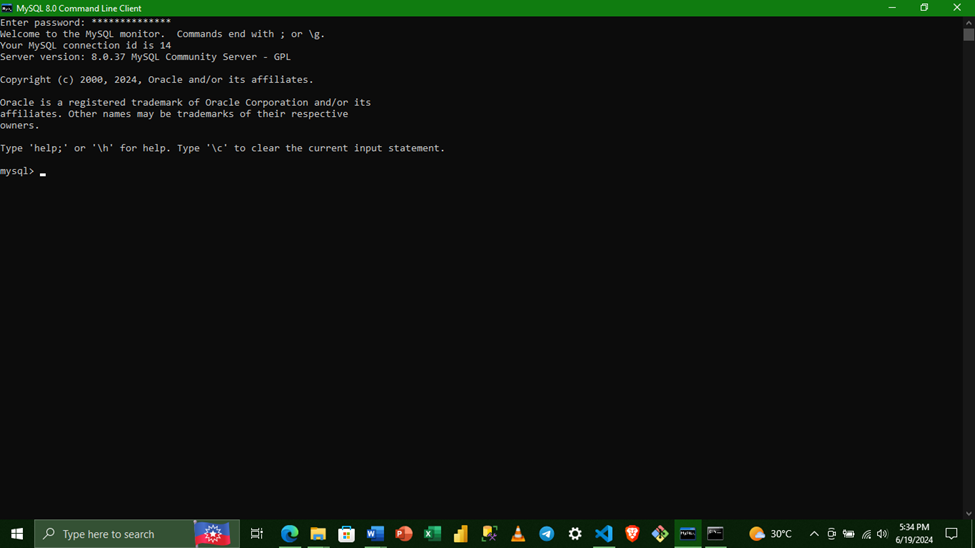 MySQL 8.0 Command Line Client
Enter password: **************
Welcome to the MySQL monitor.  Commands end with ; or \g.
Your MySQL connection id is 14
Server version: 8.0.37 MySQL Community Server - GPL
Copyright (c) 2000, 2024, Oracle and/or its affiliates.
Oracle is a registered trademark of Oracle Corporation and/or its
affiliates. Other names may be trademarks of their respective
owners.
Type 'help;' or '\h' for help. Type '\c' to clear the current input statement.
mysql>
Type here to search
30°C
5:34 PM
6/19/2024